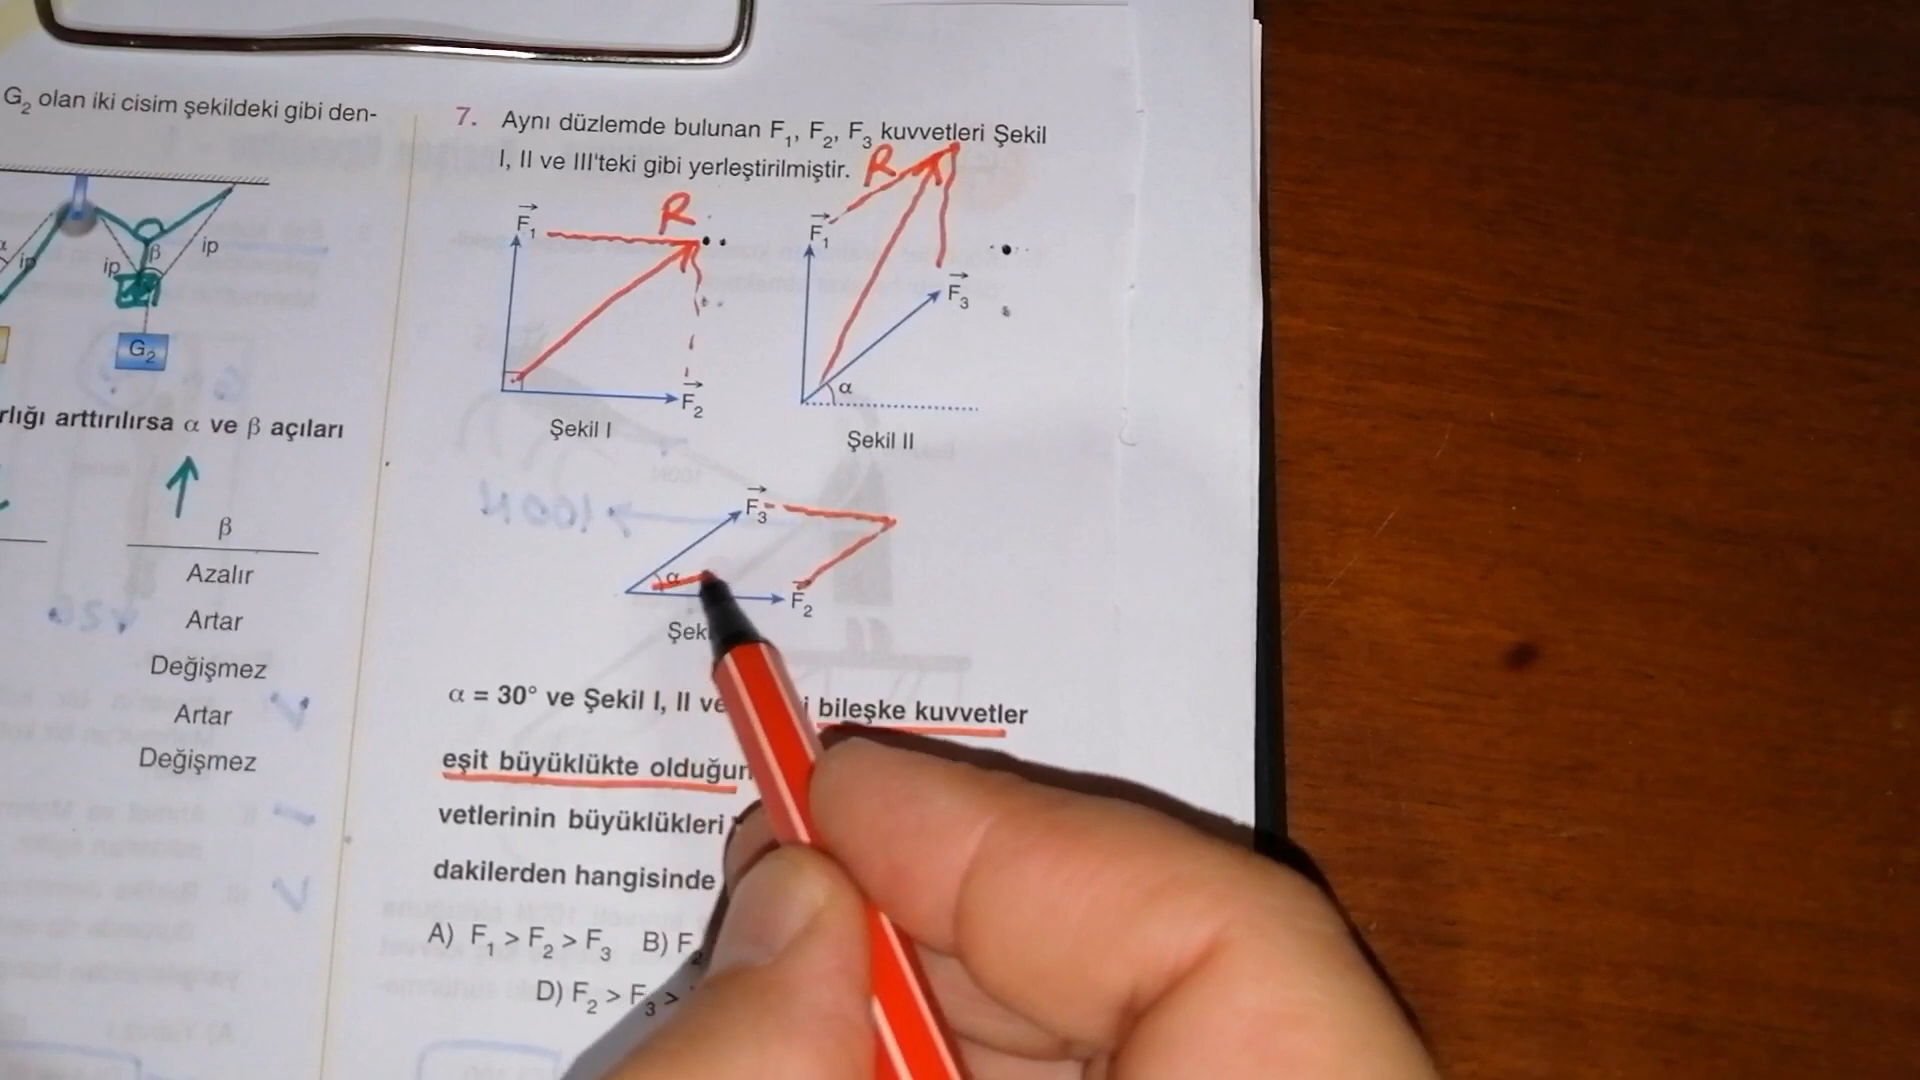 G₂ olan iki cisim şekildeki gibi den-
ip
ip
β
ip
G₂
rlığı arttırılırsa α ve β açıları
β
Azalır
Artar
Değişmez
Artar
Değişmez
7. Aynı düzlemde bulunan F₁, F₂, F₃ kuvvetleri Şekil
I, II ve III'teki gibi yerleştirilmiştir.
R
R
F₁
F₂
Şekil I
F₁
F₃
α
Şekil II
F₃
α
F₂
α = 30° ve Şekil I, II bileşke kuvvetler
eşit büyüklükte
vetlerinin büyüklükleri
dakilerden hangisinde
A) F₁ > F₂ > F₃ B) F
D) F₂ > F₃ >